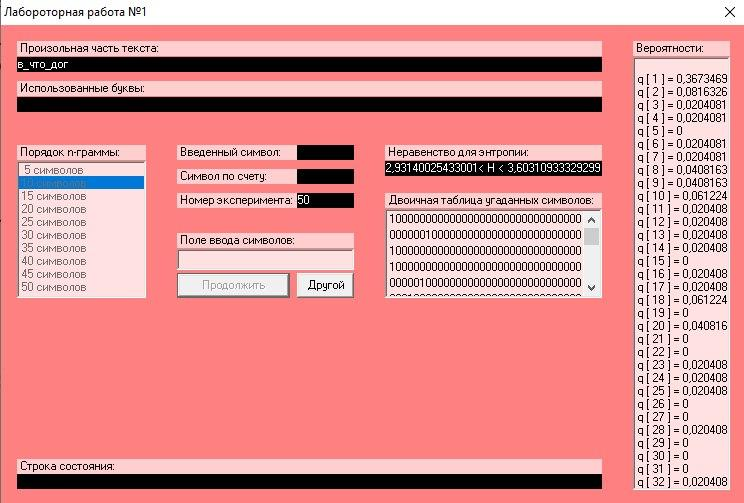 Лабороторная работа №1
Произольная часть текста:
в_что_дог
Использованные буквы:
Порядок n-граммы:
5 символов
10 символов
15 символов
20 символов
25 символов
30 символов
35 символов
40 символов
45 символов
50 символов
Введенный символ:
Символ по счету:
Номер эксперимента: 50
Поле ввода символов:
Продолжить
Другой
Неравенство для энтропии:
2,93140025433001< H < 3,60310933329299
Двоичная таблица угаданных символов:
10000000000000000000000000000000
00000010000000000000000000000000
10000000000000000000000000000000
10000000000000000000000000000000
00000100000000000000000000000000
Вероятности:
q [ 1 ] = 0,3673469
q [ 2 ] = 0,0816326
q [ 3 ] = 0,0204081
q [ 4 ] = 0,0204081
q [ 5 ] = 0
q [ 6 ] = 0,0204081
q [ 7 ] = 0,0204081
q [ 8 ] = 0,0408163
q [ 9 ] = 0,0408163
q [ 10 ] = 0,061224
q [ 11 ] = 0,020408
q [ 12 ] = 0,020408
q [ 13 ] = 0,020408
q [ 14 ] = 0,020408
q [ 15 ] = 0
q [ 16 ] = 0,020408
q [ 17 ] = 0,020408
q [ 18 ] = 0,061224
q [ 19 ] = 0
q [ 20 ] = 0,040816
q [ 21 ] = 0
q [ 22 ] = 0
q [ 23 ] = 0,020408
q [ 24 ] = 0,020408
q [ 25 ] = 0,020408
q [ 26 ] = 0
q [ 27 ] = 0
q [ 28 ] = 0,020408
q [ 29 ] = 0
q [ 30 ] = 0
q [ 31 ] = 0
q [ 32 ] = 0,020408
Строка состояния: